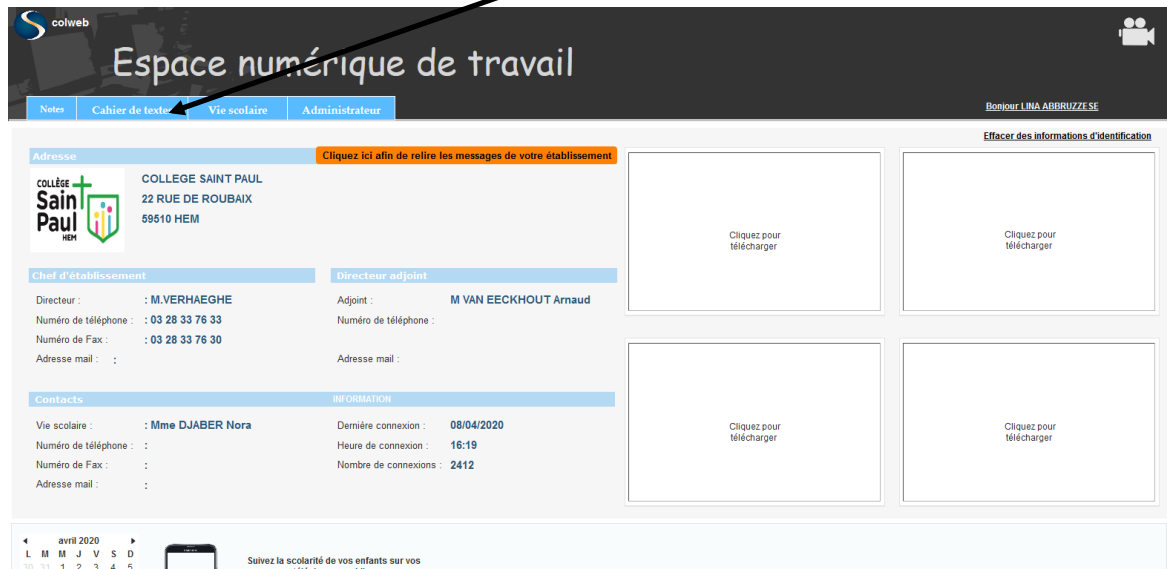 colweb
Espace numérique de travail
Notes Cahier de textes Vie scolaire Administrateur
Bonjour LINA ABBRUZZESE
Effacer des informations d'identification
Adresse
Cliquez ici afin de relire les messages de votre établissement
COLLÈGE
Saint
Paul
HEM
COLLEGE SAINT PAUL
22 RUE DE ROUBAIX
59510 HEM
Cliquez pour
télécharger
Cliquez pour
télécharger
Chef d'établissement
Directeur : : M.VERHAEGHE
Numéro de téléphone : : 03 28 33 76 33
Numéro de Fax : : 03 28 33 76 30
Adresse mail : :
Directeur adjoint
Adjoint : M VAN EECKHOUT Arnaud
Numéro de téléphone :
Adresse mail :
Contacts
Vie scolaire : : Mme DJABER Nora
Numéro de téléphone : :
Numéro de Fax : :
Adresse mail : :
INFORMATION
Dernière connexion : 08/04/2020
Heure de connexion : 16:19
Nombre de connexions : 2412
Cliquez pour
télécharger
Cliquez pour
télécharger
avril 2020
L M M J V S D
30 31 1 2 3 4 5
Suivez la scolarité de vos enfants sur vos